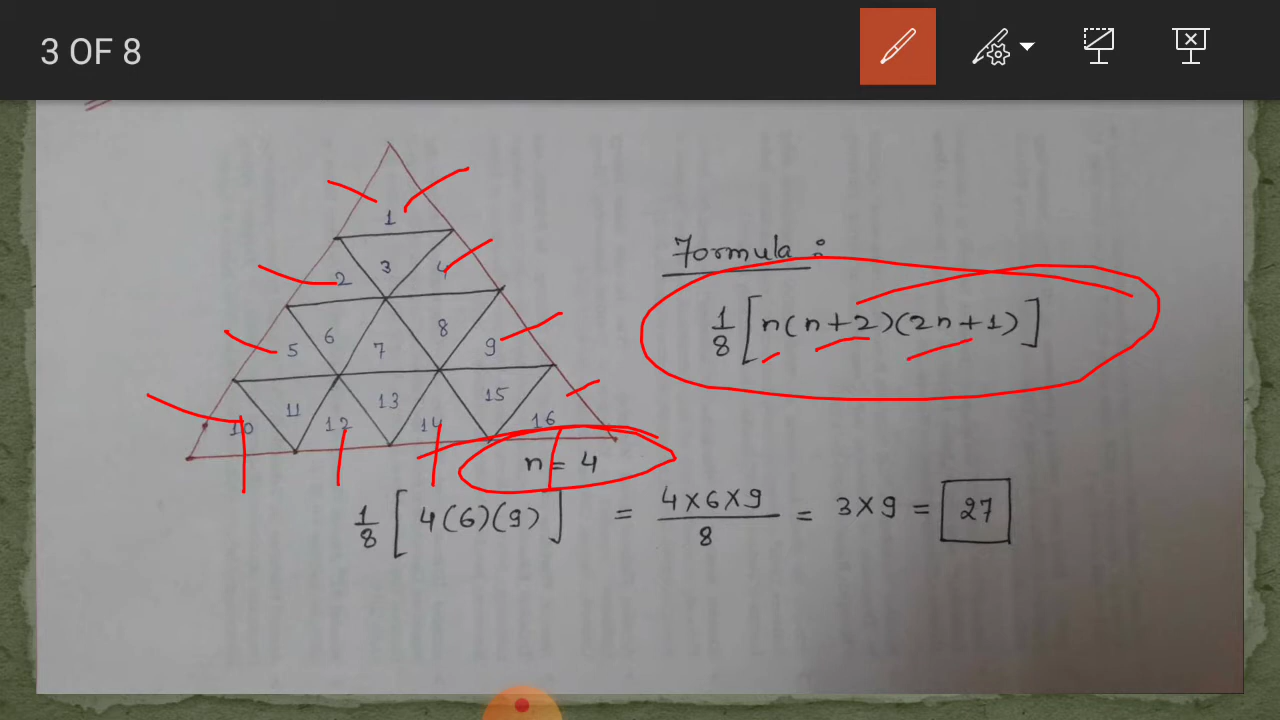 3 OF 8
1
2 3 4
5 6 7 8 9
10 11 12 13 14 15 16
Formula :
1/8 [n(n+2)(2n+1)]
n = 4
1/8 [4(6)(9)] = 4×6×9/8 = 3×9 = 27